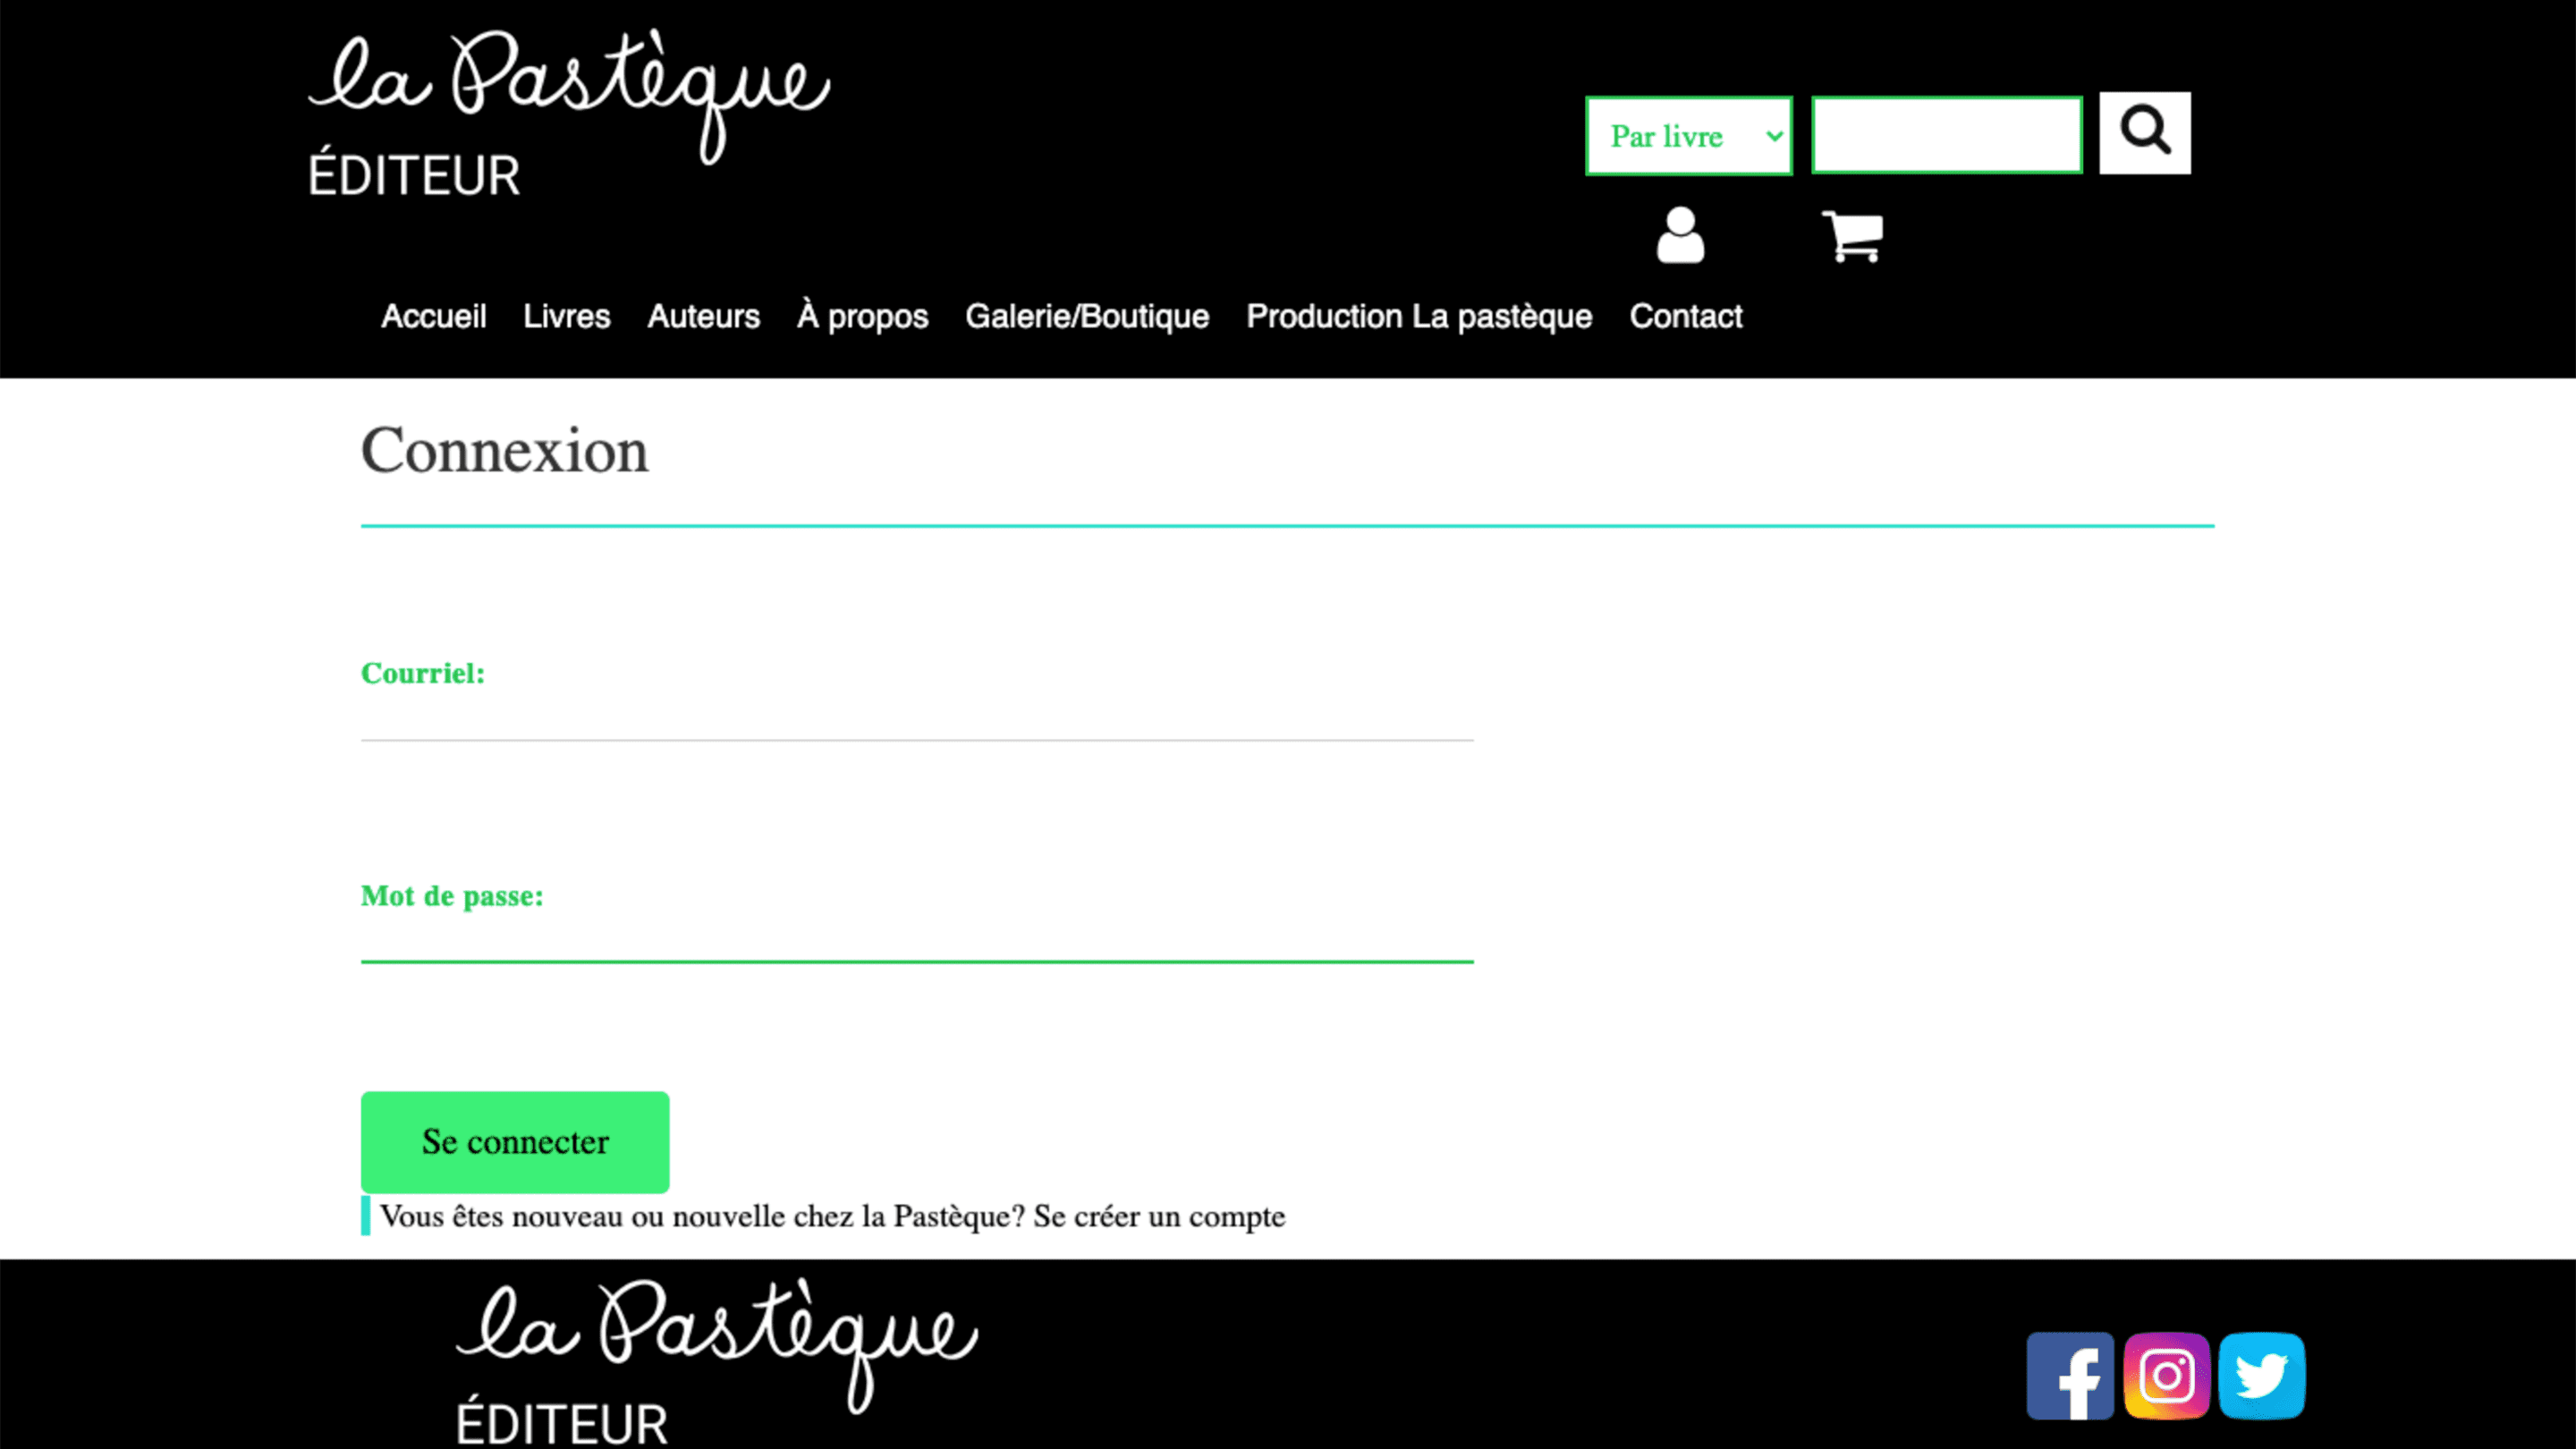 la Pastèque
ÉDITEUR
Par livre
Accueil Livres Auteurs À propos Galerie/Boutique Production La pastèque Contact
Connexion
Courriel:
Mot de passe:
Se connecter
Vous êtes nouveau ou nouvelle chez la Pastèque? Se créer un compte
la Pastèque
ÉDITEUR